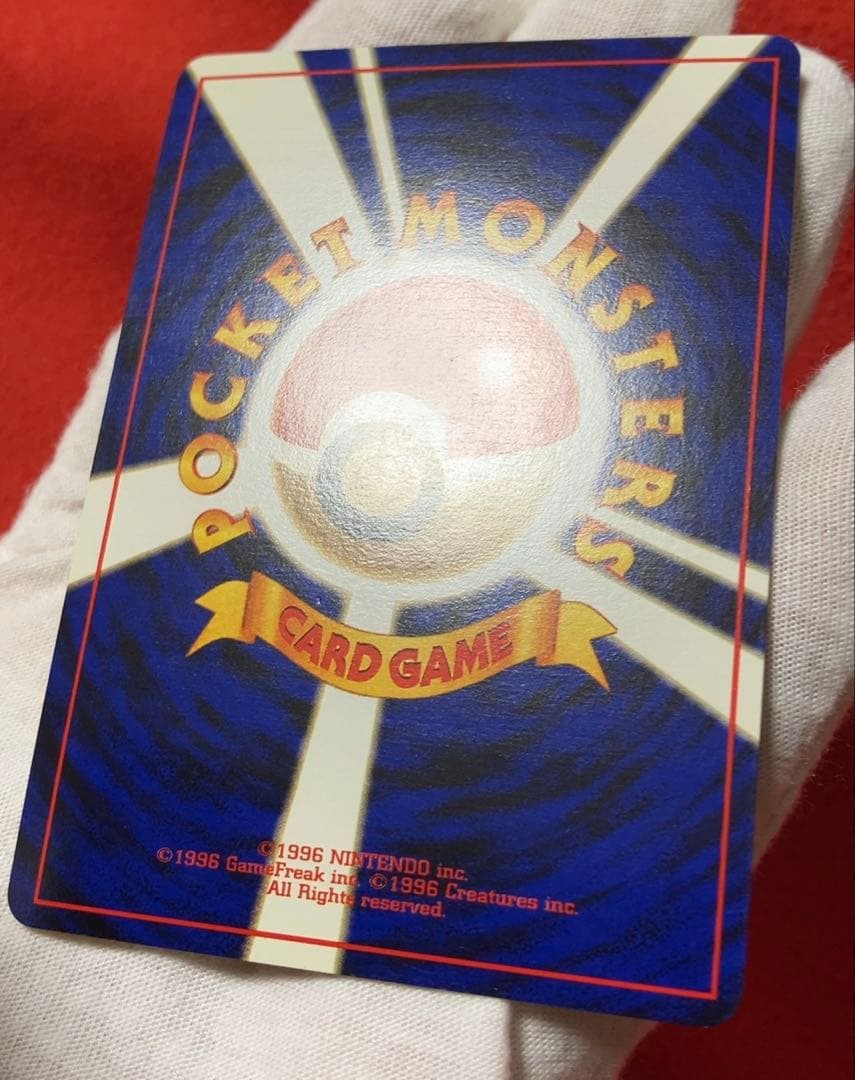 POCKET MONSTERS
CARD GAME
©1996 NINTENDO inc.
©1996 GameFreak inc. ©1996 Creatures inc.
All Rights reserved.